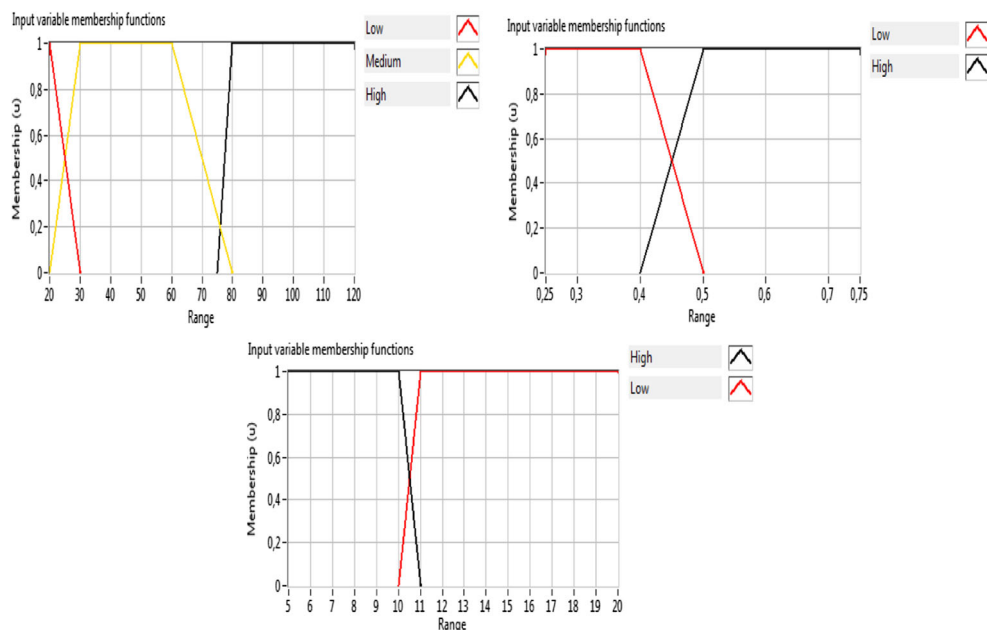 Input variable membership functions
Low
Medium
High
Membership (u)
1
0,8
0,6
0,4
0,2
0
20 30 40 50 60 70 80 90 100 110 120
Range
Input variable membership functions
Low
High
Membership (u)
1
0,8
0,6
0,4
0,2
0
0,25 0,3 0,4 0,5 0,6 0,7 0,75
Range
Input variable membership functions
High
Low
Membership (u)
1
0,8
0,6
0,4
0,2
0
5 6 7 8 9 10 11 12 13 14 15 16 17 18 19 20
Range